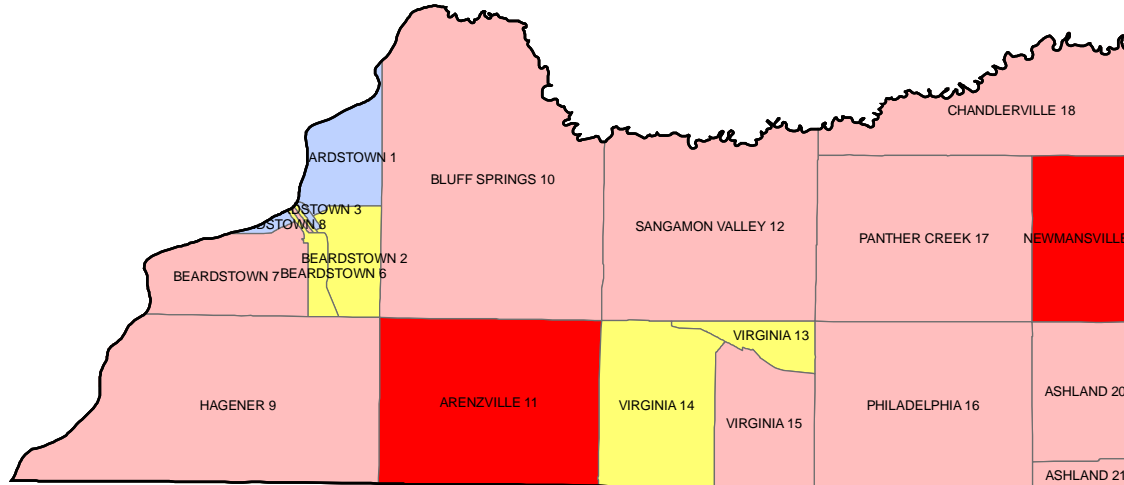 CHANDLERVILLE 18
ARDSTOWN 1
BLUFF SPRINGS 10
DSTOWN 3
DSTOWN 8
SANGAMON VALLEY 12
PANTHER CREEK 17
NEWMANSVILLE
BEARDSTOWN 2
BEARDSTOWN 7
BEARDSTOWN 6
VIRGINIA 13
HAGENER 9
ARENZVILLE 11
VIRGINIA 14
VIRGINIA 15
PHILADELPHIA 16
ASHLAND 20
ASHLAND 21